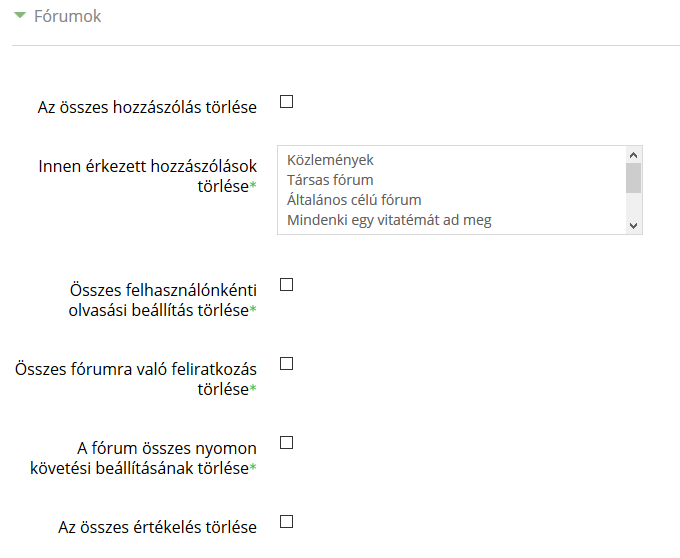 Fórumok
Az összes hozzászólás törlése
Innen érkezett hozzászólások
törlése*
Közlemények
Társas fórum
Általános célú fórum
Mindenki egy vitatémát ad meg
Összes felhasználónkénti
olvasási beállítás törlése*
Összes fórumra való feliratkozás
törlése*
A fórum összes nyomon
követési beállításának törlése*
Az összes értékelés törlése